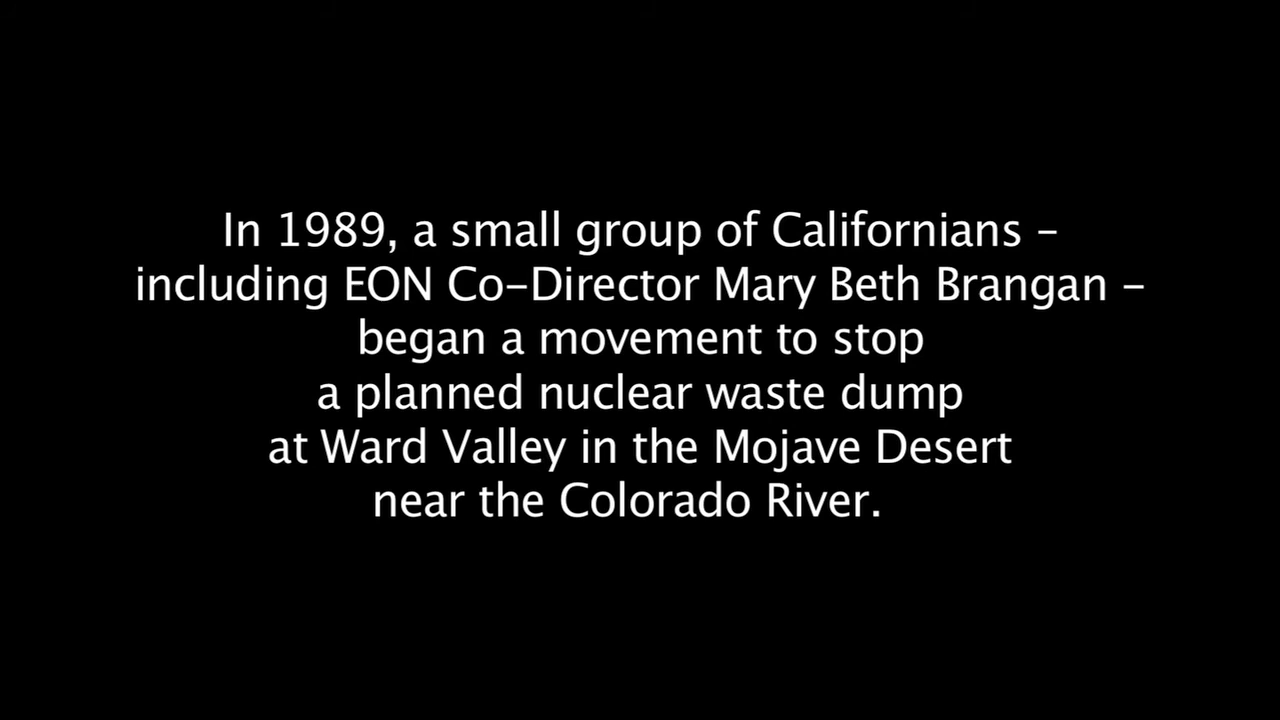 In 1989, a small group of Californians –
including EON Co–Director Mary Beth Brangan –
began a movement to stop
a planned nuclear waste dump
at Ward Valley in the Mojave Desert
near the Colorado River.